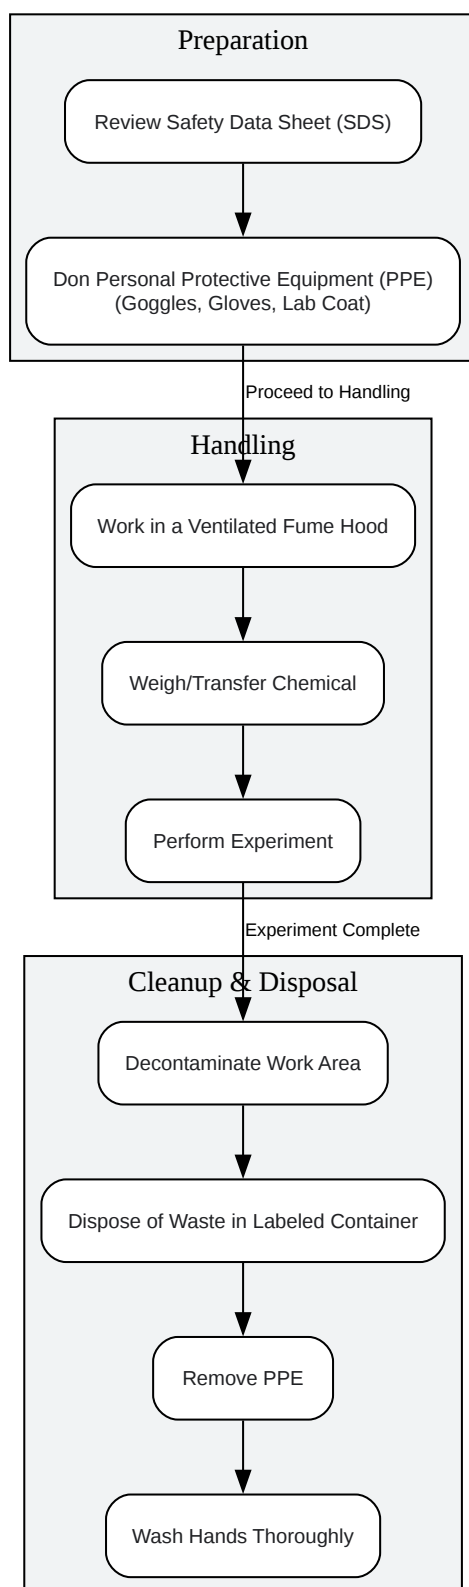 Preparation
Review Safety Data Sheet (SDS)
Don Personal Protective Equipment (PPE)
(Goggles, Gloves, Lab Coat)
Proceed to Handling
Handling
Work in a Ventilated Fume Hood
Weigh/Transfer Chemical
Perform Experiment
Experiment Complete
Cleanup & Disposal
Decontaminate Work Area
Dispose of Waste in Labeled Container
Remove PPE
Wash Hands Thoroughly